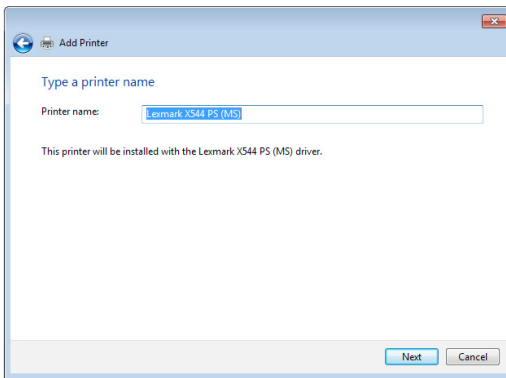 Add Printer
Type a printer name
Printer name:
Lexmark X544 PS (MS)
This printer will be installed with the Lexmark X544 PS (MS) driver.
Next
Cancel